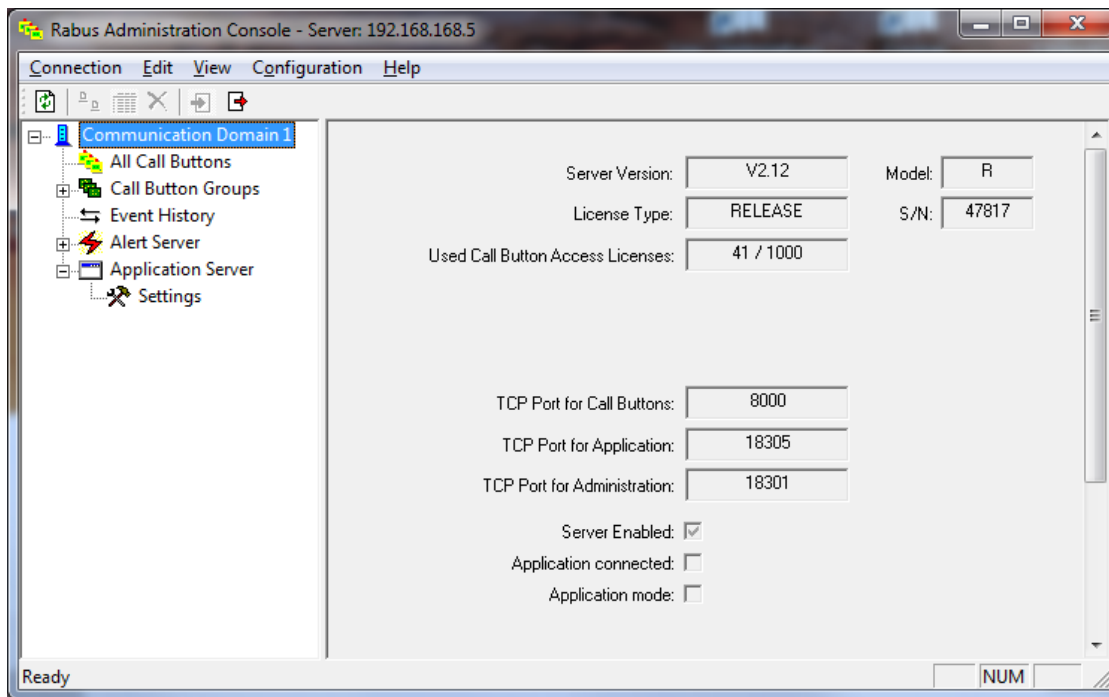 Rabus Administration Console - Server: 192.168.168.5
Connection Edit View Configuration Help
Communication Domain 1
All Call Buttons
Call Button Groups
Event History
Alert Server
Application Server
Settings
Server Version: V2.12 Model: R
License Type: RELEASE S/N: 47817
Used Call Button Access Licenses: 41 / 1000
TCP Port for Call Buttons: 8000
TCP Port for Application: 18305
TCP Port for Administration: 18301
Server Enabled:
Application connected:
Application mode:
Ready NUM